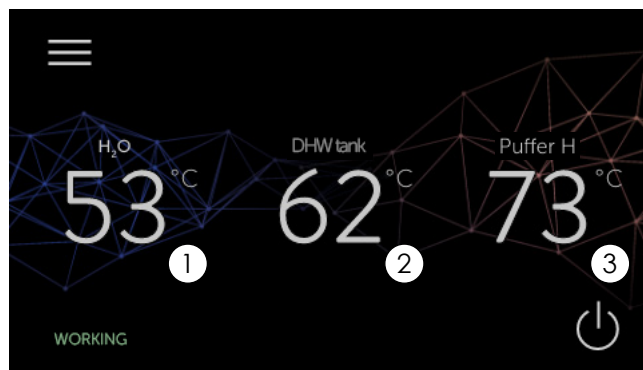 H₂O DHW tank Puffer H
53 °C 62 °C 73 °C
1 2 3
WORKING